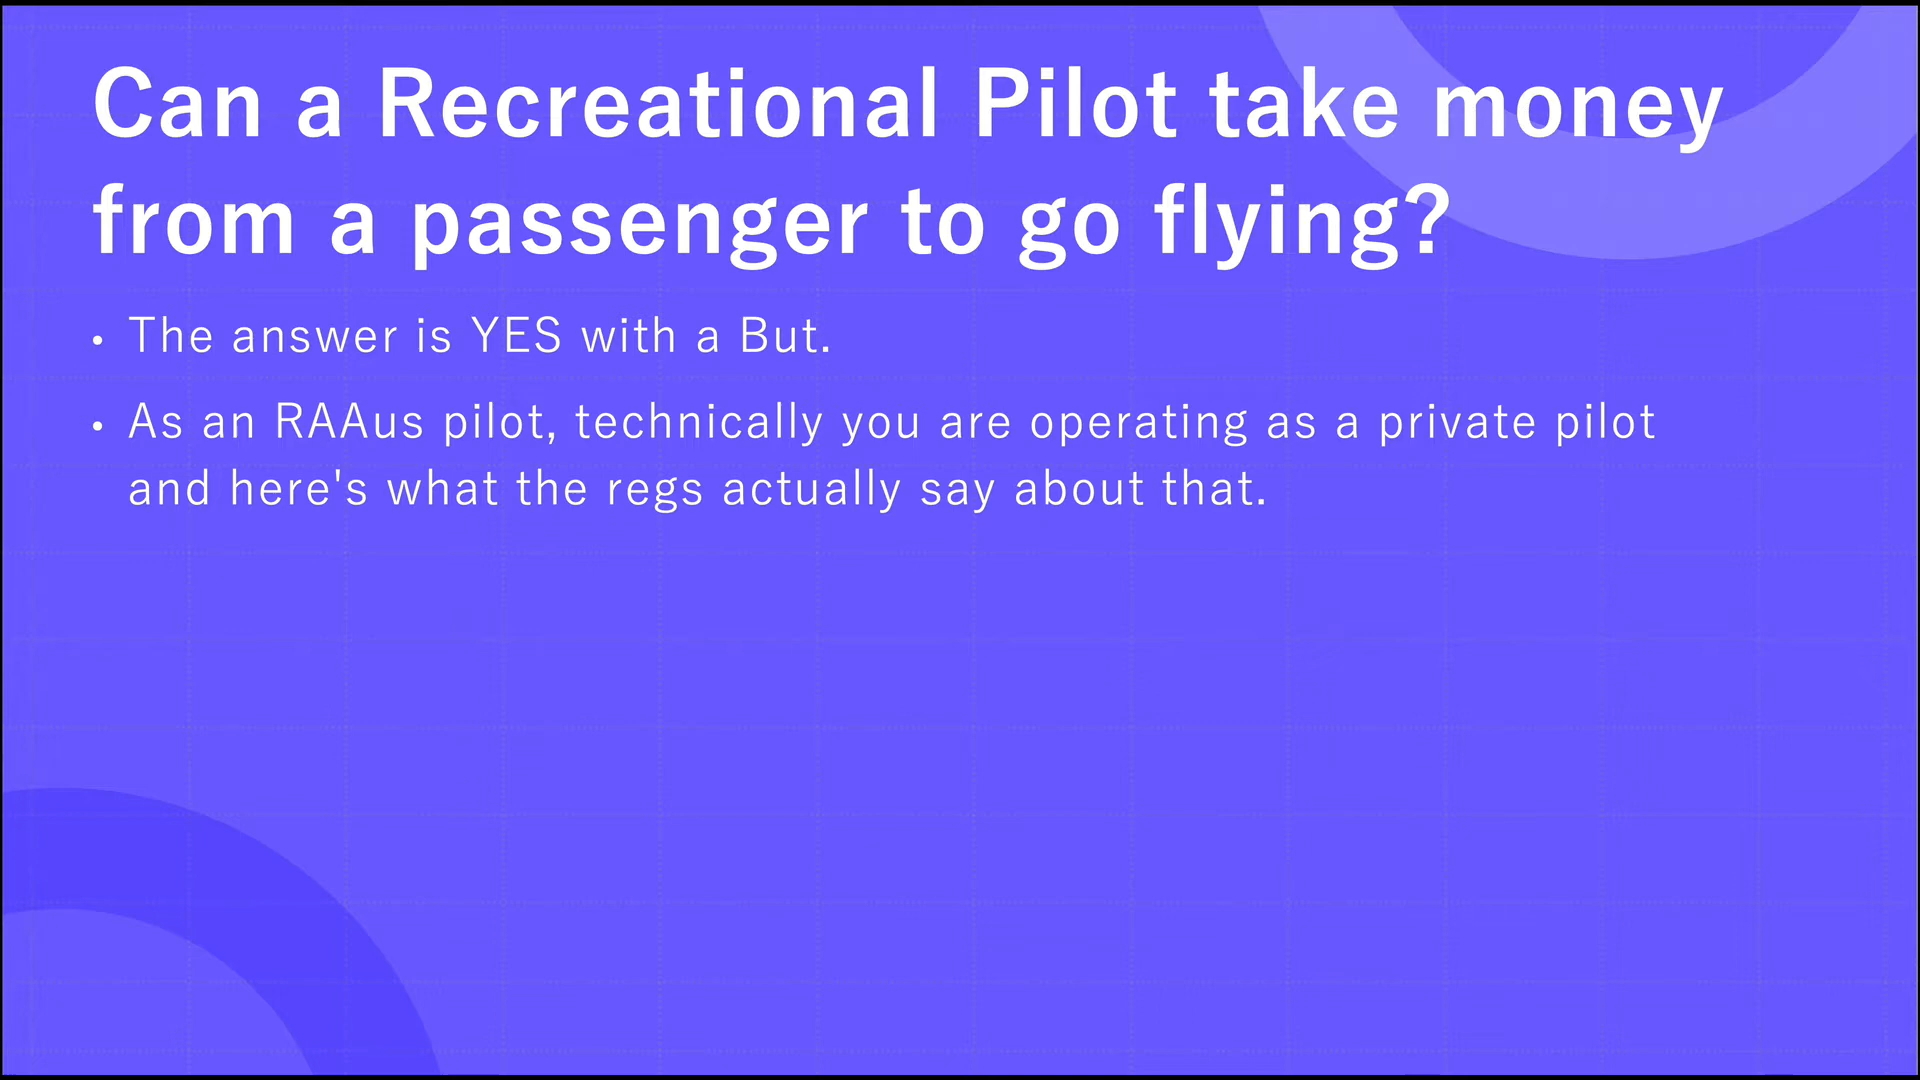 Can a Recreational Pilot take money
from a passenger to go flying?
• The answer is YES with a But.
• As an RAAus pilot, technically you are operating as a private pilot
and here's what the regs actually say about that.